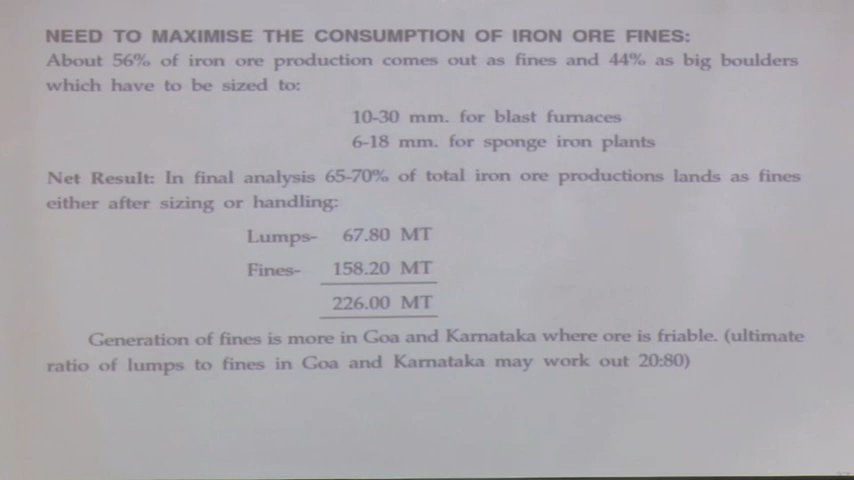 NEED TO MAXIMISE THE CONSUMPTION OF IRON ORE FINES:
About 56% of iron ore production comes out as fines and 44% as big boulders
which have to be sized to:
10-30 mm. for blast furnaces
6-18 mm. for sponge iron plants
Net Result: In final analysis 65-70% of total iron ore productions lands as fines
either after sizing or handling:
Lumps- 67.80 MT
Fines- 158.20 MT
226.00 MT
Generation of fines is more in Goa and Karnataka where ore is friable. (ultimate
ratio of lumps to fines in Goa and Karnataka may work out 20:80)